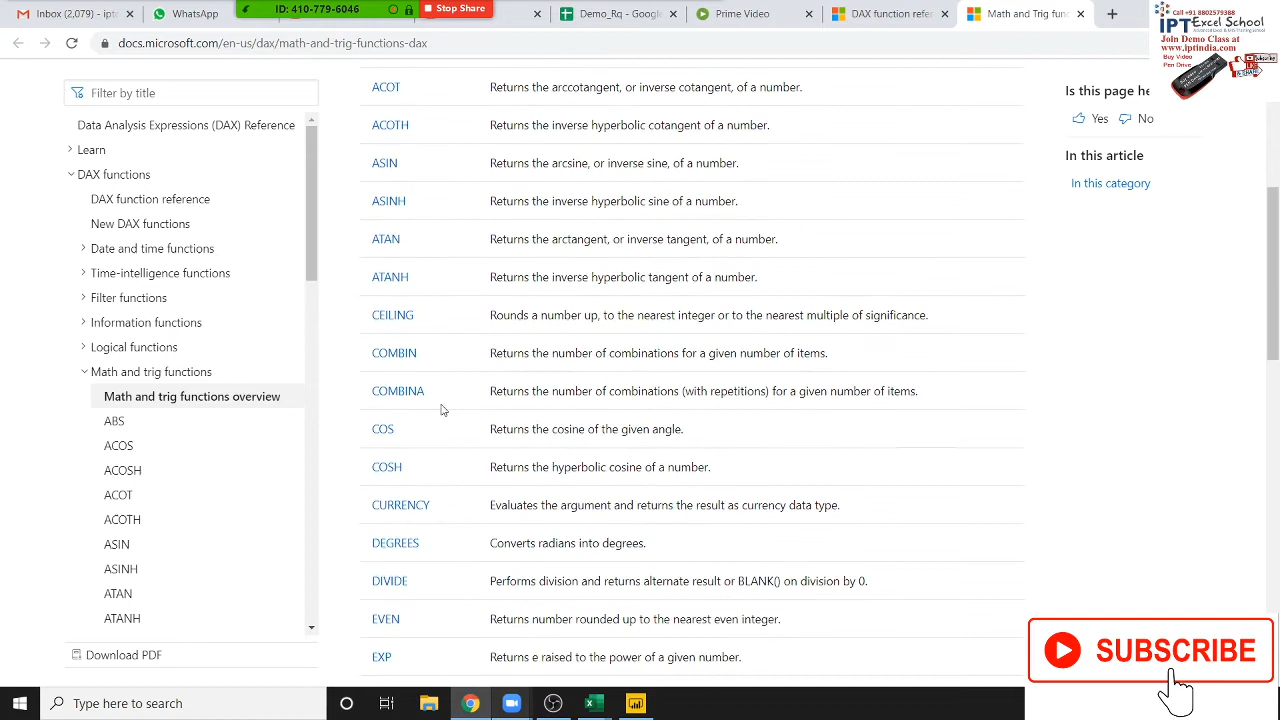 Inbox (2,078)
WhatsApp
ID: 410-779-6046
Stop Share
Demo_Records
Prime Video
DAX function
Math and Trig func
docs.microsoft.com/en-us/dax/math-and-trig-functions-dax
Call +91 8802579388
IPT Excel School
Join Demo Class at
www.iptindia.com
Buy Video
Pen Drive
Filter by title
Data Analysis Expressions (DAX) Reference
Learn
DAX functions
DAX function reference
New DAX functions
Date and time functions
Time-intelligence functions
Filter functions
Information functions
Logical functions
Math and trig functions
Math and trig functions overview
ABS
ACOS
ACOSH
ACOT
ACOTH
ASIN
ASINH
ATAN
ATANH
Download PDF
ACOT Returns the arccotangent, or inverse cotangent, of a number.
ACOTH Returns the inverse hyperbolic cotangent of a number.
ASIN Returns the arcsine, or inverse sine, of a number.
ASINH Returns the inverse hyperbolic sine of a number.
ATAN Returns the arctangent, or inverse tangent, of a number.
ATANH Returns the inverse hyperbolic tangent of a number.
CEILING Rounds a number up, to the nearest integer or to the nearest multiple of significance.
COMBIN Returns the number of combinations for a given number of items.
COMBINA Returns the number of combinations (with repetitions) for a given number of items.
COS Returns the cosine of the given angle.
COSH Returns the hyperbolic cosine of a number.
CURRENCY Evaluates the argument and returns the result as currency data type.
DEGREES Converts radians into degrees.
DIVIDE Performs division and returns alternate result or BLANK() on division by 0.
EVEN Returns number rounded up to the nearest even integer.
EXP Returns e raised to the power of a given number.
Is this page he
Yes No
In this article
In this category
SUBSCRIBE
Type here to search